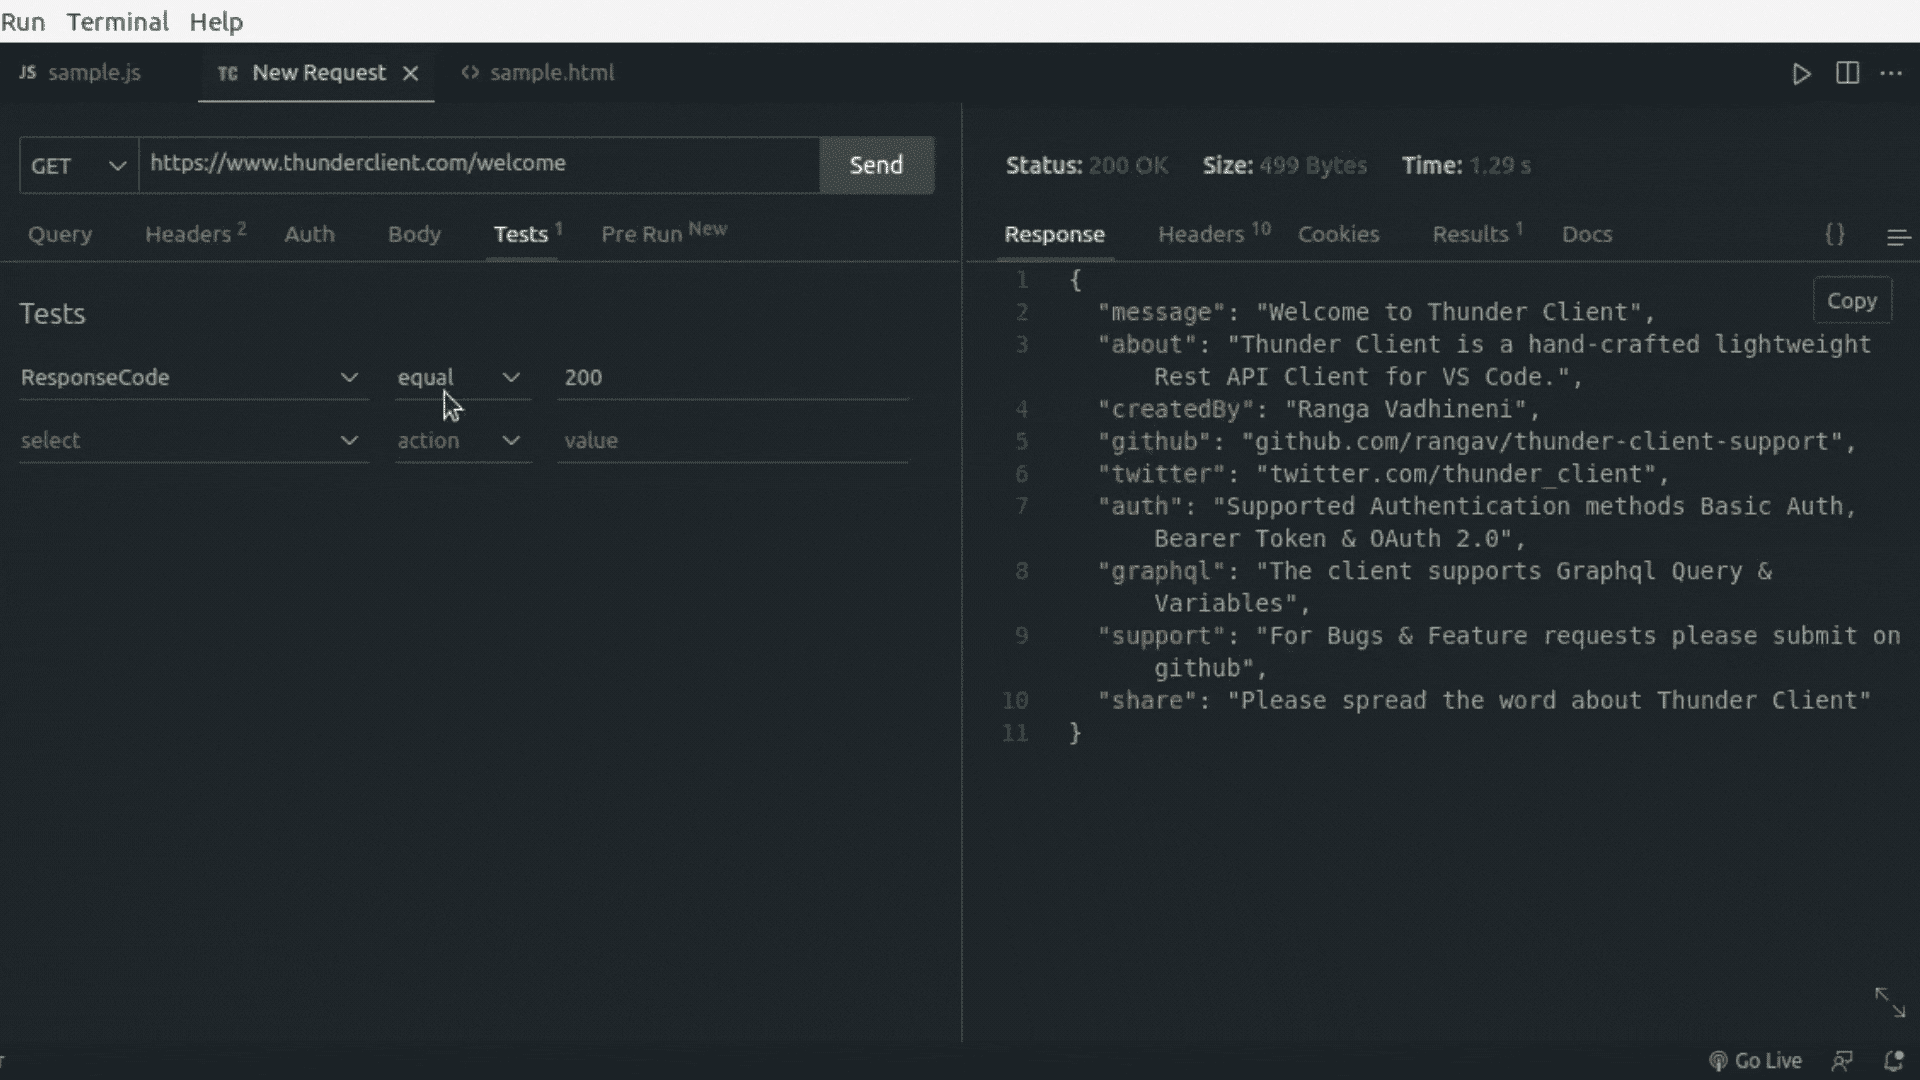 Run Terminal Help
JS sample.js TC New Request <> sample.html
GET https://www.thunderclient.com/welcome Send
Query Headers 2 Auth Body Tests 1 Pre Run New
Tests
ResponseCode equal 200
select action value
Status: 200 OK Size: 499 Bytes Time: 1.29 s
Response Headers 10 Cookies Results 1 Docs {}
Copy
1 {
2 "message": "Welcome to Thunder Client",
3 "about": "Thunder Client is a hand-crafted lightweight
Rest API Client for VS Code.",
4 "createdBy": "Ranga Vadhineni",
5 "github": "github.com/rangav/thunder-client-support",
6 "twitter": "twitter.com/thunder_client",
7 "auth": "Supported Authentication methods Basic Auth,
Bearer Token & OAuth 2.0",
8 "graphql": "The client supports Graphql Query &
Variables",
9 "support": "For Bugs & Feature requests please submit on
github",
10 "share": "Please spread the word about Thunder Client"
11 }
Go Live